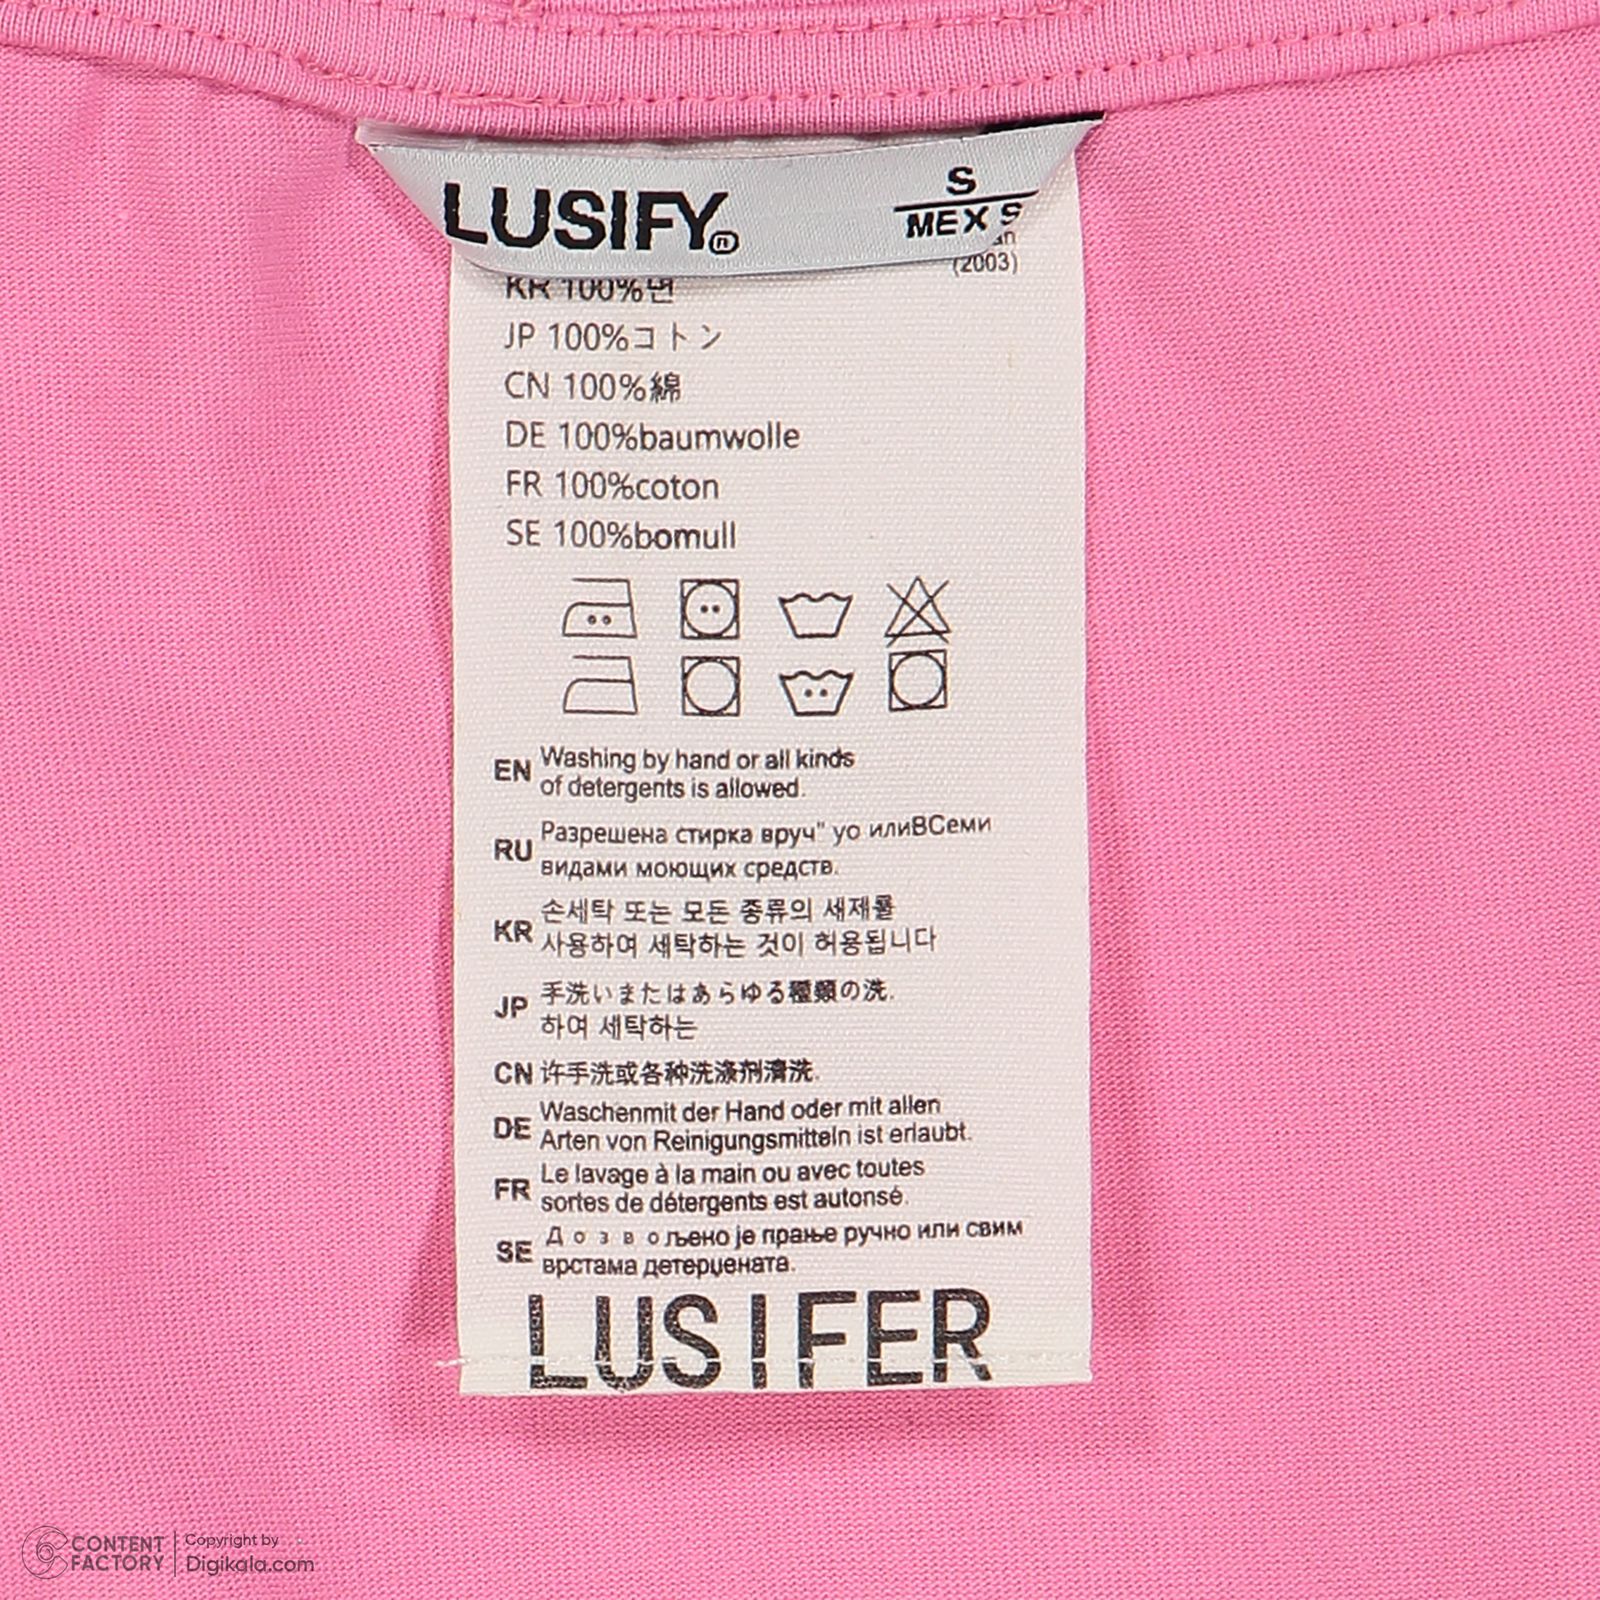 LUSIFY
S
MEX S
(2003)
KR 100%면
JP 100%コトン
CN 100%綿
DE 100%baumwolle
FR 100%coton
SE 100%bomull
EN Washing by hand or all kinds
of detergents is allowed.
RU Разрешена стирка вруч" уо илиВСеми
видами моющих средств.
KR 손세탁 또는 모든 종류의 새재를
사용하여 세탁하는 것이 허용됩니다
JP 手洗いまたはあらゆる種類の洗.
하여 세탁하는
CN 许手洗或各种洗涤剂清洗.
DE Waschenmit der Hand oder mit allen
Arten von Reinigungsmitteln ist erlaubt.
FR Le lavage à la main ou avec toutes
sortes de détergents est autonsé.
SE Дозвољено је прање ручно или свим
врстама детерџената.
LUSIFER
CONTENT
FACTORY
Copyright by
Digikala.com